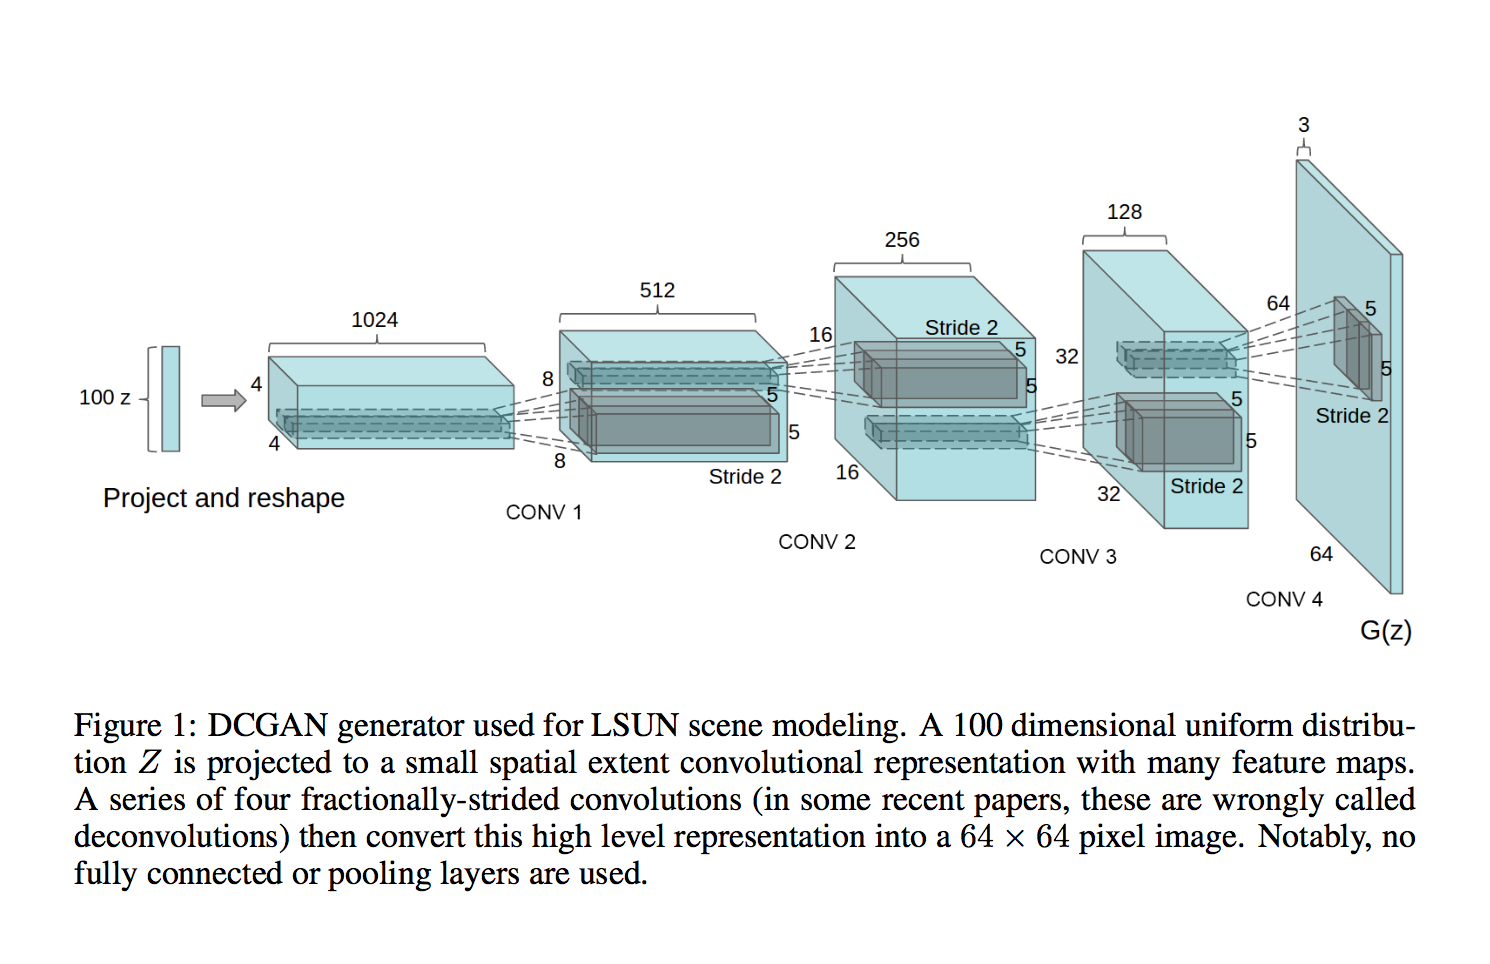 3
128
256
64
5
512
16
Stride 2
1024
5
32
5
4
8
5
5
5
Stride 2
100 z
5
5
4
8
16
32
Stride 2
Stride 2
Project and reshape
CONV 1
CONV 2
CONV 3
64
CONV 4
G(z)
Figure 1: DCGAN generator used for LSUN scene modeling. A 100 dimensional uniform distribu-
tion Z is projected to a small spatial extent convolutional representation with many feature maps.
A series of four fractionally-strided convolutions (in some recent papers, these are wrongly called
deconvolutions) then convert this high level representation into a 64 × 64 pixel image. Notably, no
fully connected or pooling layers are used.